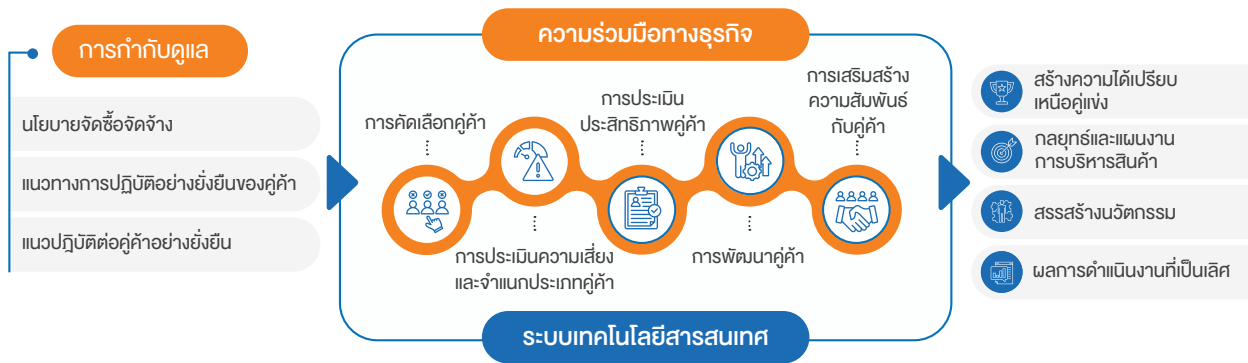 การกำกับดูแล
นโยบายจัดซื้อจัดจ้าง
แนวทางการปฏิบัติอย่างยั่งยืนของคู่ค้า
แนวปฏิบัติต่อคู่ค้าอย่างยั่งยืน
ความร่วมมือทางธุรกิจ
การคัดเลือกคู่ค้า
การประเมินความเสี่ยง
และจำแนกประเภทคู่ค้า
การประเมิน
ประสิทธิภาพคู่ค้า
การพัฒนาคู่ค้า
การเสริมสร้าง
ความสัมพันธ์
กับคู่ค้า
ระบบเทคโนโลยีสารสนเทศ
สร้างความได้เปรียบ
เหนือคู่แข่ง
กลยุทธ์และแผนงาน
การบริหารสินค้า
สรรสร้างนวัตกรรม
ผลการดำเนินงานที่เป็นเลิศ